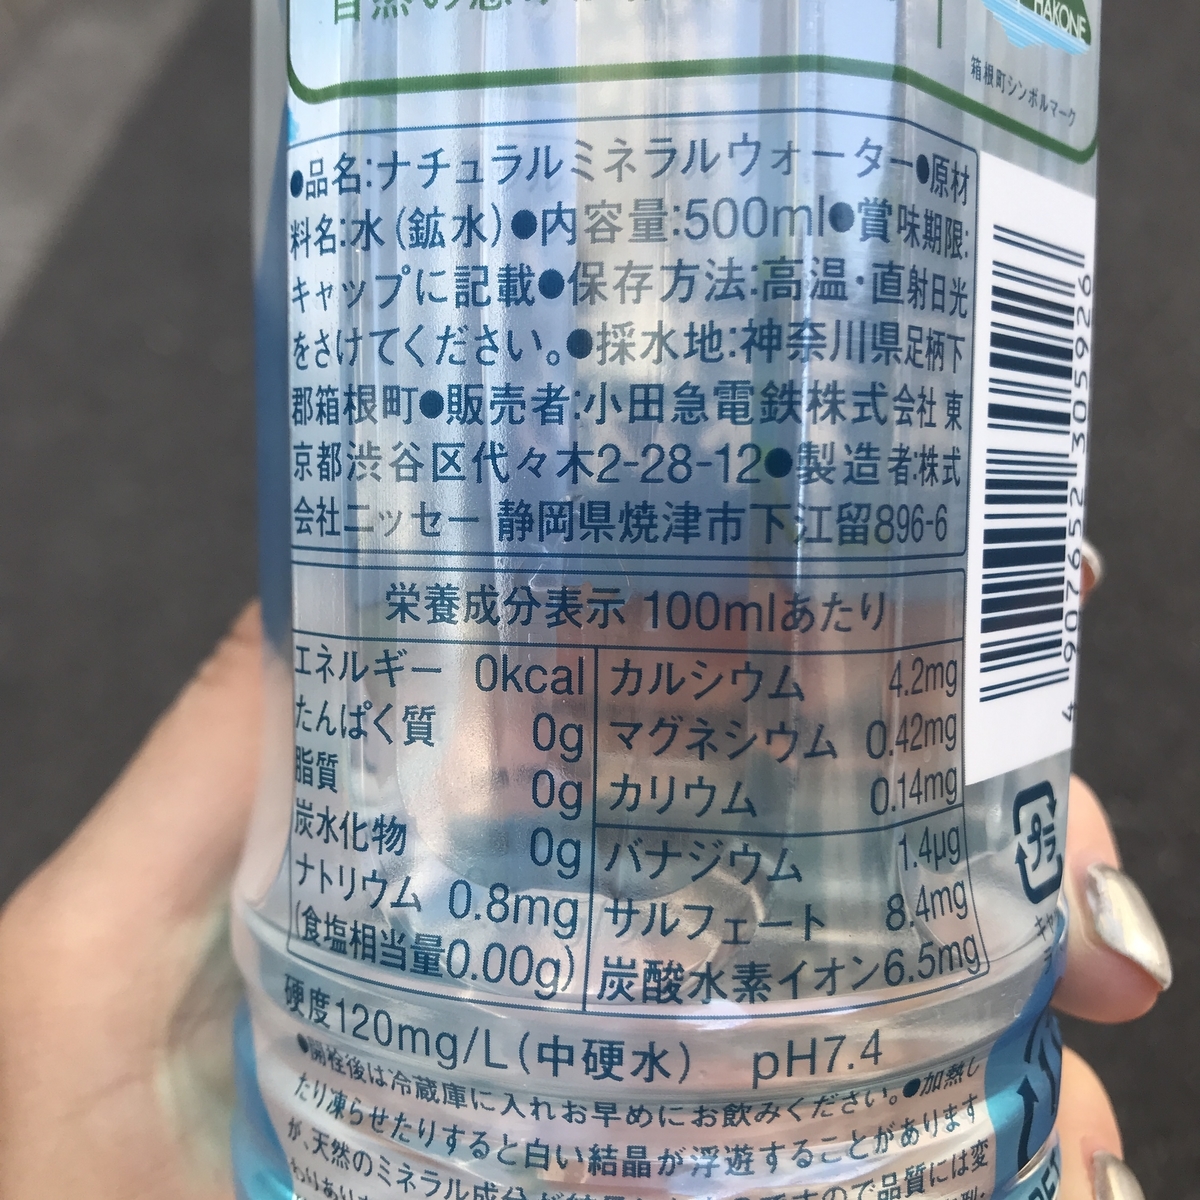 HAKONE
箱根町シンボルマーク
●品名:ナチュラルミネラルウォーター●原材
料名:水(鉱水)●内容量:500ml●賞味期限:
キャップに記載●保存方法:高温・直射日光
をさけてください。●採水地:神奈川県足柄下
郡箱根町●販売者:小田急電鉄株式会社 東
京都渋谷区代々木2-28-12●製造者:株式
会社ニッセー 静岡県焼津市下江留896-6
栄養成分表示 100mlあたり
エネルギー 0kcal
たんぱく質 0g
脂質 0g
炭水化物 0g
ナトリウム 0.8mg
(食塩相当量0.00g)
カルシウム 4.2mg
マグネシウム 0.42mg
カリウム 0.14mg
バナジウム 1.4μg
サルフェート 8.4mg
炭酸水素イオン6.5mg
硬度120mg/L(中硬水) pH7.4
●開栓後は冷蔵庫に入れお早めにお飲みください。●加熱し
たり凍らせたりすると白い結晶が浮遊することがあります
が、天然のミネラル成分が
ので品質には変
4 907652 305926
プラ